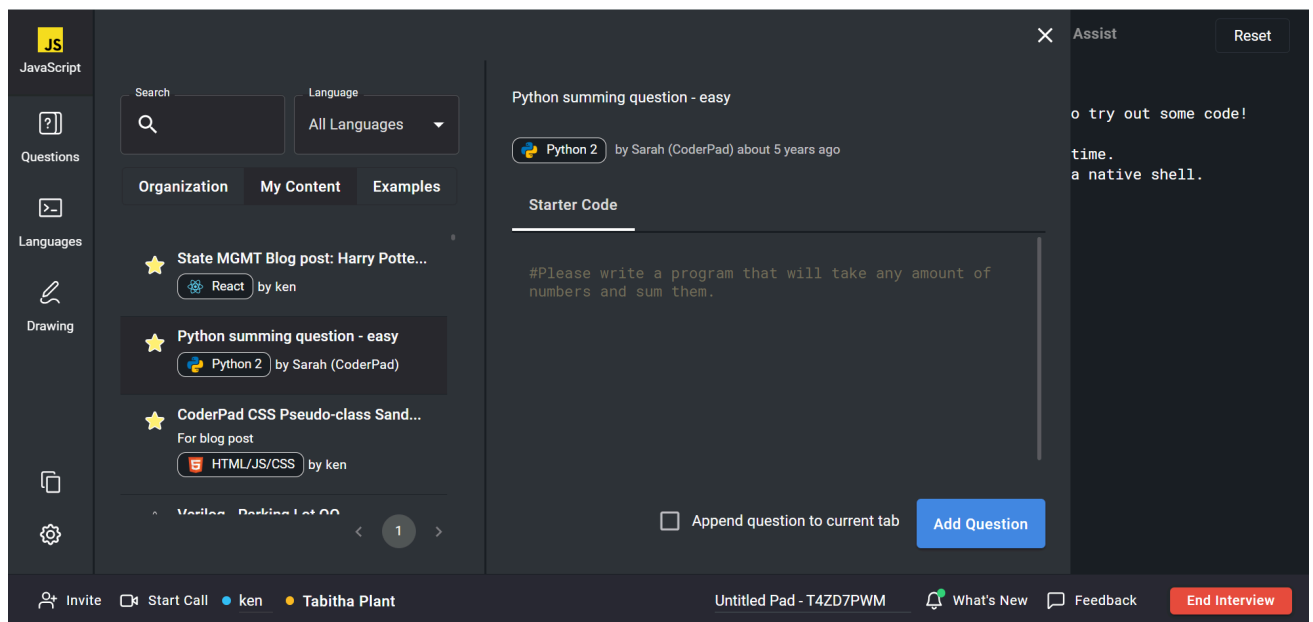 JS
JavaScript
Questions
Languages
Drawing
Search
Language
All Languages
Organization
My Content
Examples
State MGMT Blog post: Harry Potte...
React
by ken
Python summing question - easy
Python 2
by Sarah (CoderPad)
CoderPad CSS Pseudo-class Sand...
For blog post
HTML/JS/CSS
by ken
Verilog - Parking Lot
1
Python summing question - easy
Python 2
by Sarah (CoderPad) about 5 years ago
Starter Code
#Please write a program that will take any amount of
numbers and sum them.
Append question to current tab
Add Question
Assist
Reset
o try out some code!
time.
a native shell.
Invite
Start Call
ken
Tabitha Plant
Untitled Pad - T4ZD7PWM
What's New
Feedback
End Interview